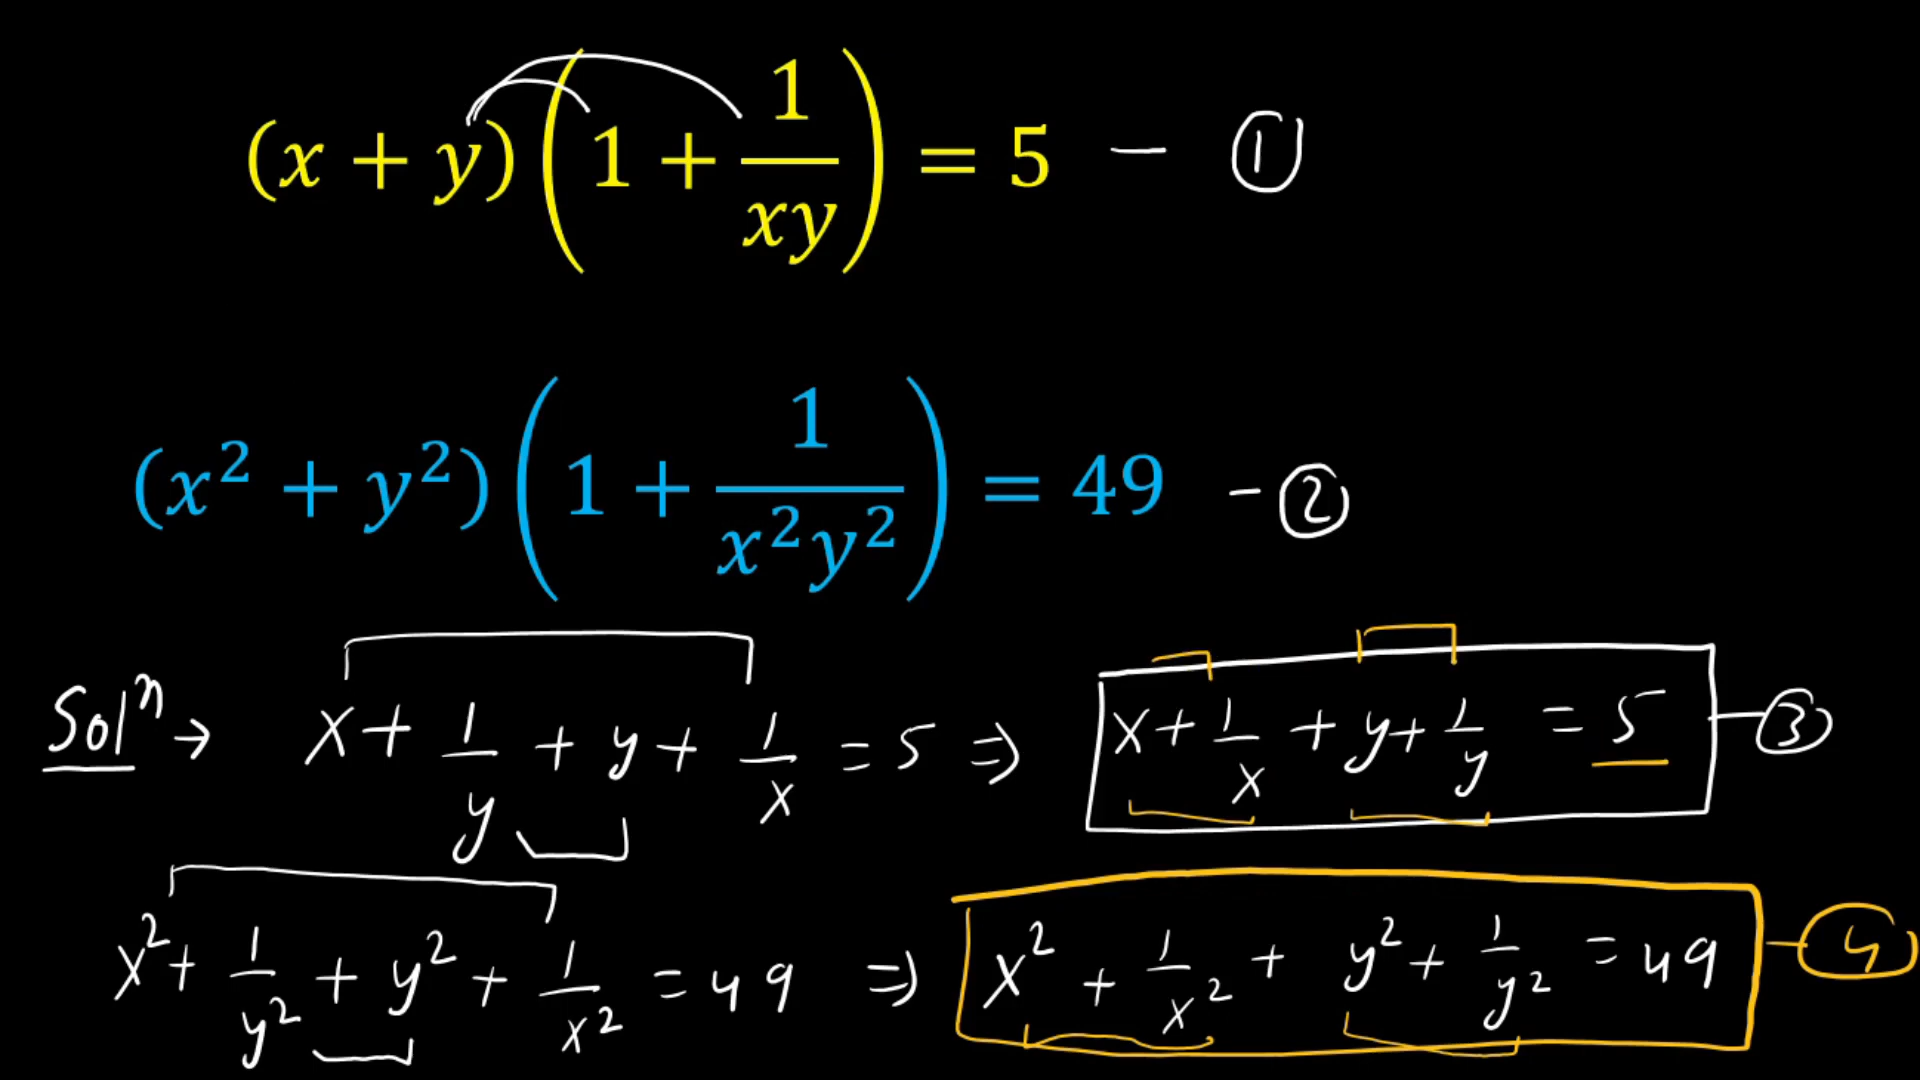 (x + y)(1 + 1/xy) = 5 - ①
(x² + y²)(1 + 1/x²y²) = 49 - ②
Solⁿ → x + 1/y + y + 1/x = 5 ⇒ x + 1/x + y + 1/y = 5 - ③
x² + 1/y² + y² + 1/x² = 49 ⇒ x² + 1/x² + y² + 1/y² = 49 - ④